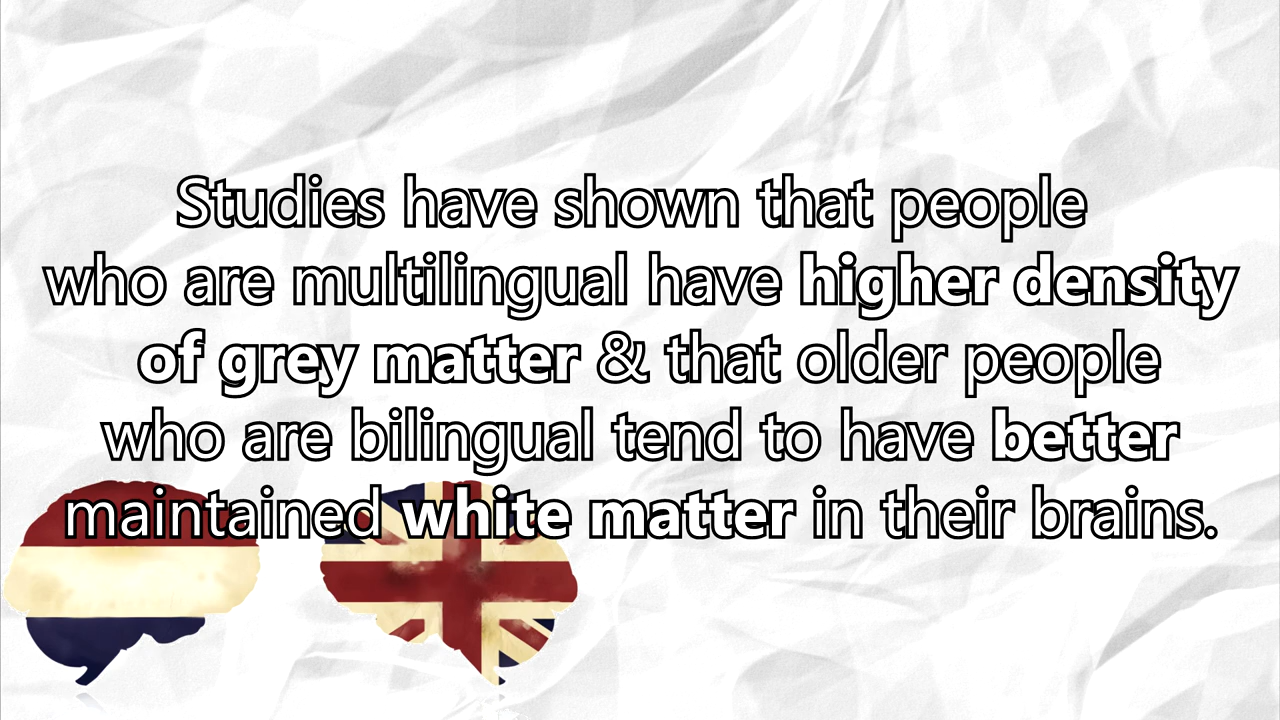 Studies have shown that people
who are multilingual have higher density
of grey matter & that older people
who are bilingual tend to have better
maintained white matter in their brains.